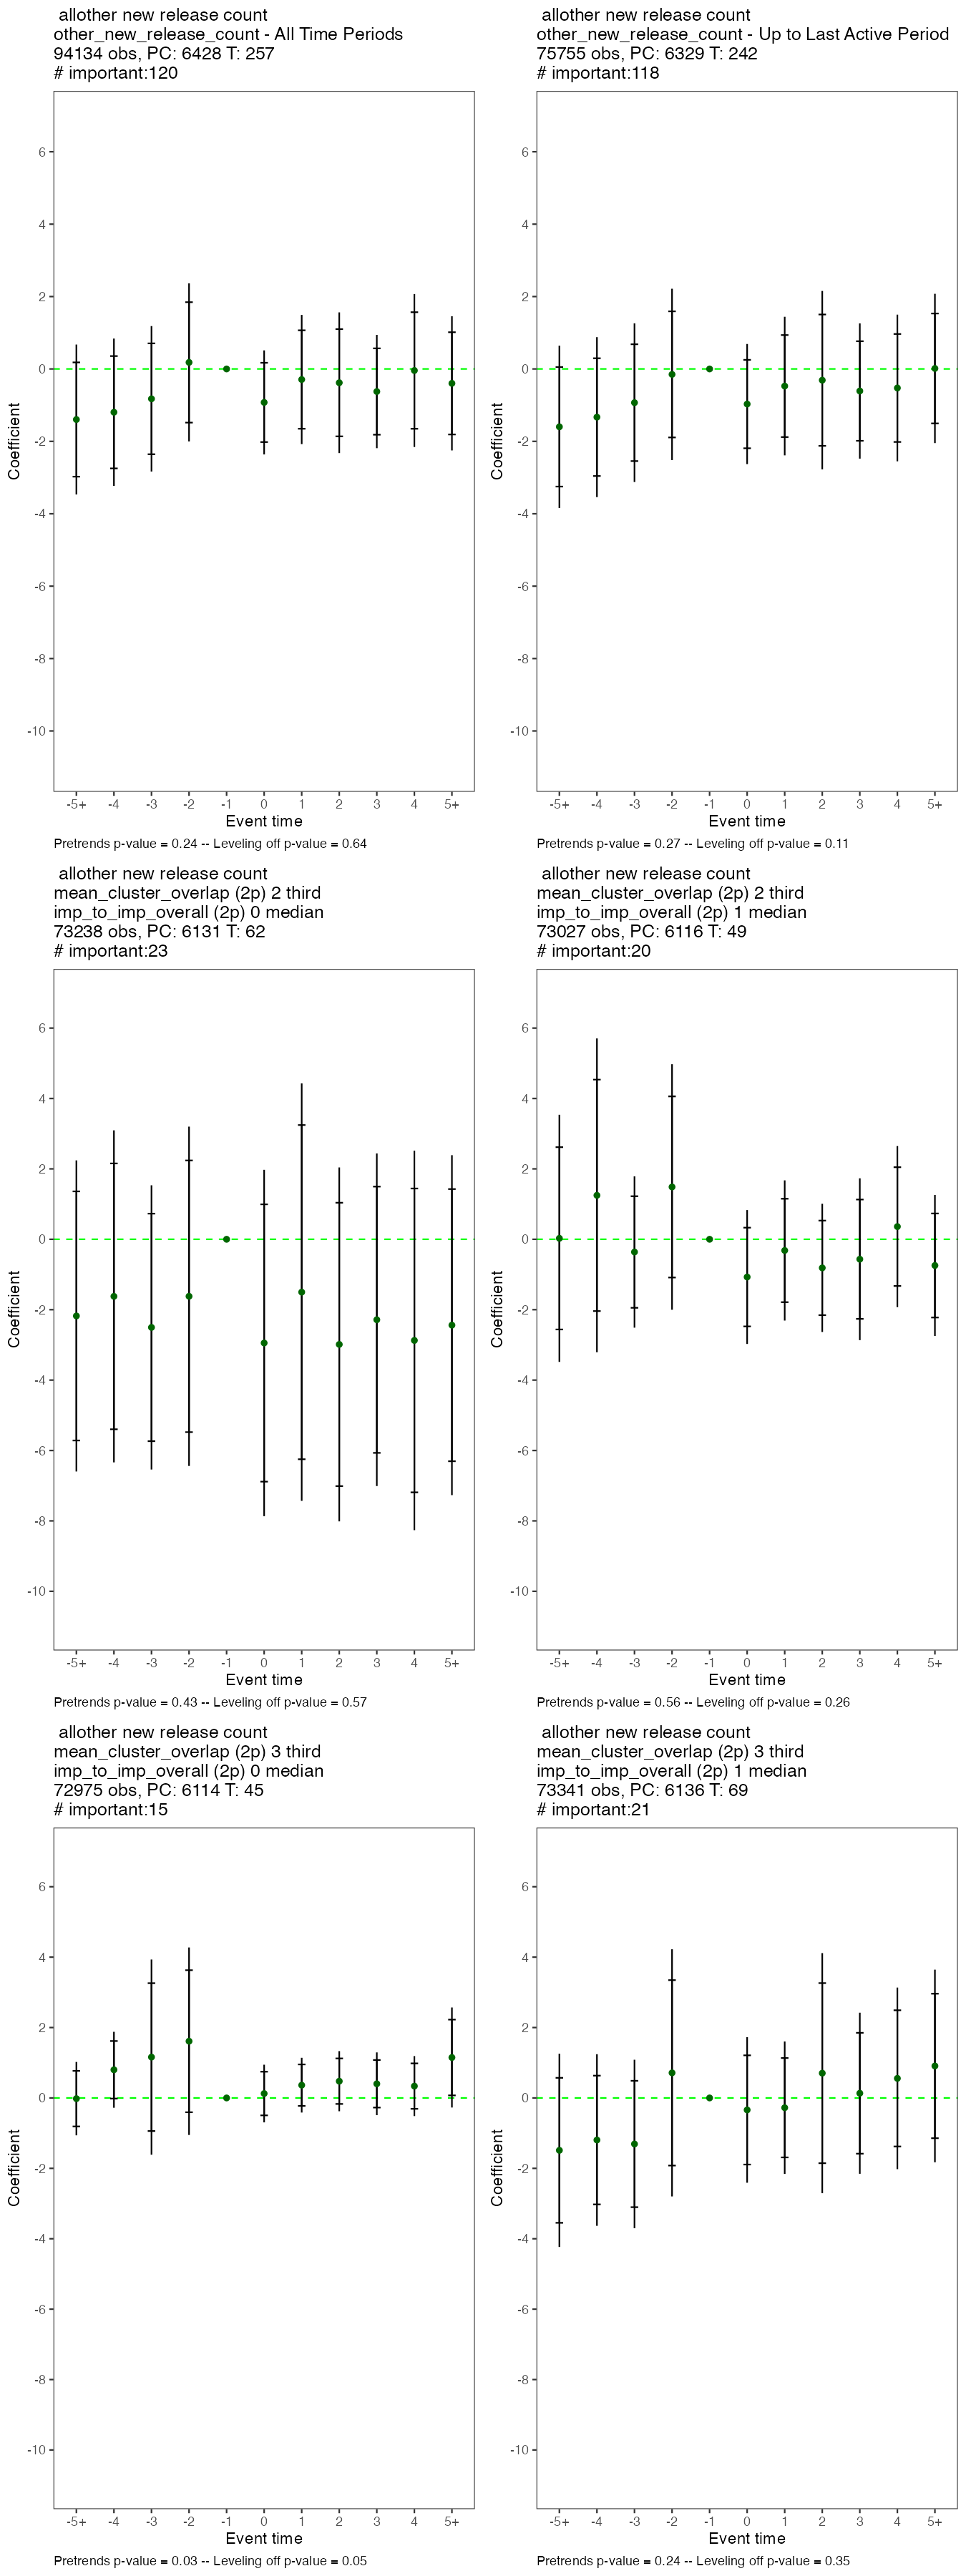 allother new release count
other_new_release_count - All Time Periods
94134 obs, PC: 6428 T: 257
# important:120
6
4
2
0
-2
-4
-6
-8
-10
Coefficient
-5+ -4 -3 -2 -1 0 1 2 3 4 5+
Event time
Pretrends p-value = 0.24 -- Leveling off p-value = 0.64
allother new release count
other_new_release_count - Up to Last Active Period
75755 obs, PC: 6329 T: 242
# important:118
6
4
2
0
-2
-4
-6
-8
-10
Coefficient
-5+ -4 -3 -2 -1 0 1 2 3 4 5+
Event time
Pretrends p-value = 0.27 -- Leveling off p-value = 0.11
allother new release count
mean_cluster_overlap (2p) 2 third
imp_to_imp_overall (2p) 0 median
73238 obs, PC: 6131 T: 62
# important:23
6
4
2
0
-2
-4
-6
-8
-10
Coefficient
-5+ -4 -3 -2 -1 0 1 2 3 4 5+
Event time
Pretrends p-value = 0.43 -- Leveling off p-value = 0.57
allother new release count
mean_cluster_overlap (2p) 2 third
imp_to_imp_overall (2p) 1 median
73027 obs, PC: 6116 T: 49
# important:20
6
4
2
0
-2
-4
-6
-8
-10
Coefficient
-5+ -4 -3 -2 -1 0 1 2 3 4 5+
Event time
Pretrends p-value = 0.56 -- Leveling off p-value = 0.26
allother new release count
mean_cluster_overlap (2p) 3 third
imp_to_imp_overall (2p) 0 median
72975 obs, PC: 6114 T: 45
# important:15
6
4
2
0
-2
-4
-6
-8
-10
Coefficient
-5+ -4 -3 -2 -1 0 1 2 3 4 5+
Event time
Pretrends p-value = 0.03 -- Leveling off p-value = 0.05
allother new release count
mean_cluster_overlap (2p) 3 third
imp_to_imp_overall (2p) 1 median
73341 obs, PC: 6136 T: 69
# important:21
6
4
2
0
-2
-4
-6
-8
-10
Coefficient
-5+ -4 -3 -2 -1 0 1 2 3 4 5+
Event time
Pretrends p-value = 0.24 -- Leveling off p-value = 0.35